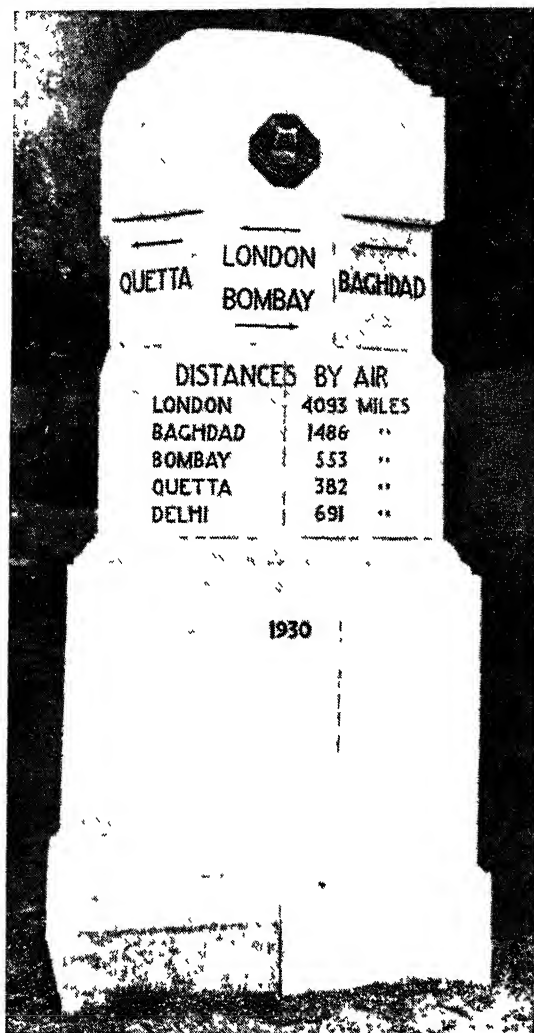 LONDON
QUETTA BAGHDAD
BOMBAY
DISTANCES BY AIR
LONDON 4093 MILES
BAGHDAD 1486 "
BOMBAY 553 "
QUETTA 382 "
DELHI 691 "
1930